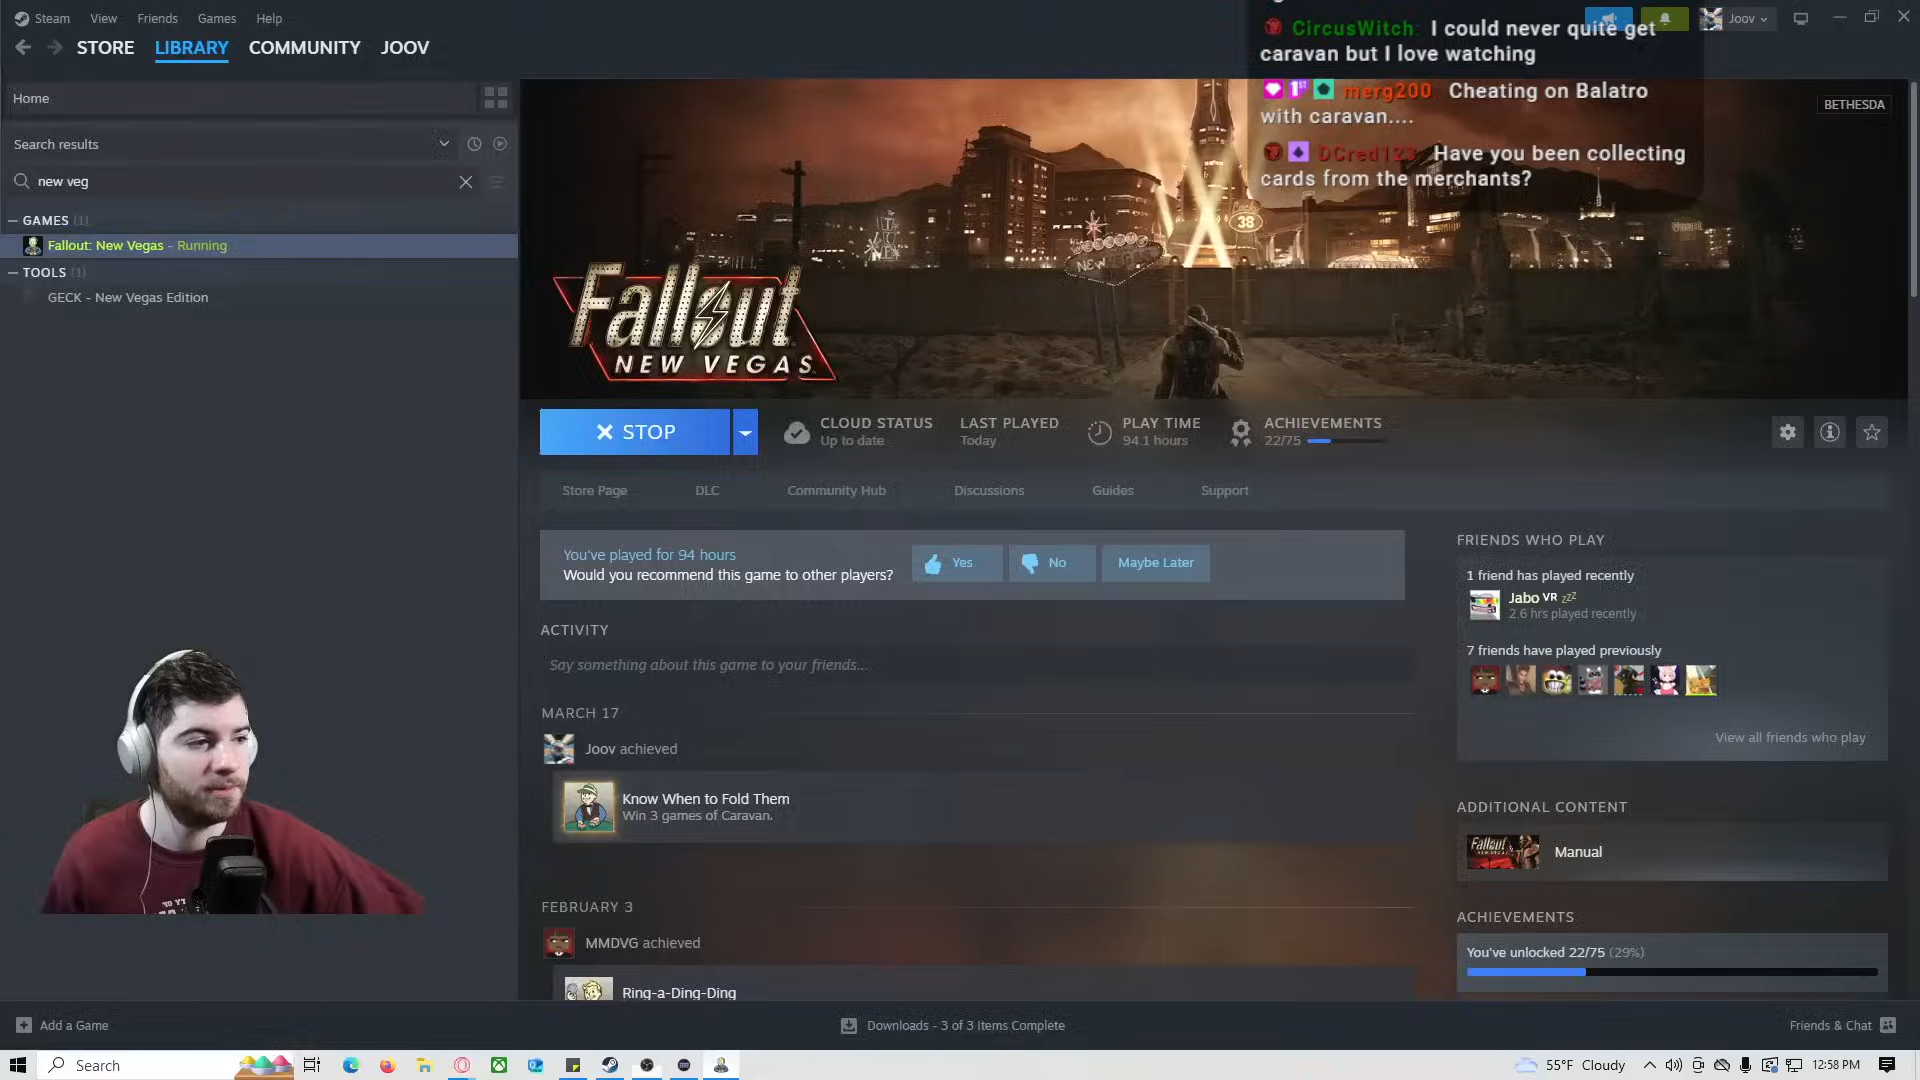 Steam View Friends Games Help
Joov
STORE LIBRARY COMMUNITY JOOV
CircusWitch: I could never quite get
caravan but I love watching
merg200 Cheating on Balatro
with caravan....
DCred123 Have you been collecting
cards from the merchants?
BETHESDA
Home
Search results
new veg
GAMES (1)
Fallout: New Vegas - Running
TOOLS (1)
GECK - New Vegas Edition
Lucky
38
NEW VEGAS
Fallout
NEW VEGAS
STOP
CLOUD STATUS
Up to date
LAST PLAYED
Today
PLAY TIME
94.1 hours
ACHIEVEMENTS
22/75
Store Page DLC Community Hub Discussions Guides Support
You've played for 94 hours
Would you recommend this game to other players?
Yes No Maybe Later
ACTIVITY
Say something about this game to your friends...
MARCH 17
Joov achieved
Know When to Fold Them
Win 3 games of Caravan.
FEBRUARY 3
MMDVG achieved
Ring-a-Ding-Ding
FRIENDS WHO PLAY
1 friend has played recently
Jabo VR zzZ
2.6 hrs played recently
7 friends have played previously
View all friends who play
ADDITIONAL CONTENT
Fallout
Manual
ACHIEVEMENTS
You've unlocked 22/75 (29%)
Add a Game
Downloads - 3 of 3 Items Complete
Friends & Chat
Search
55°F Cloudy
12:58 PM